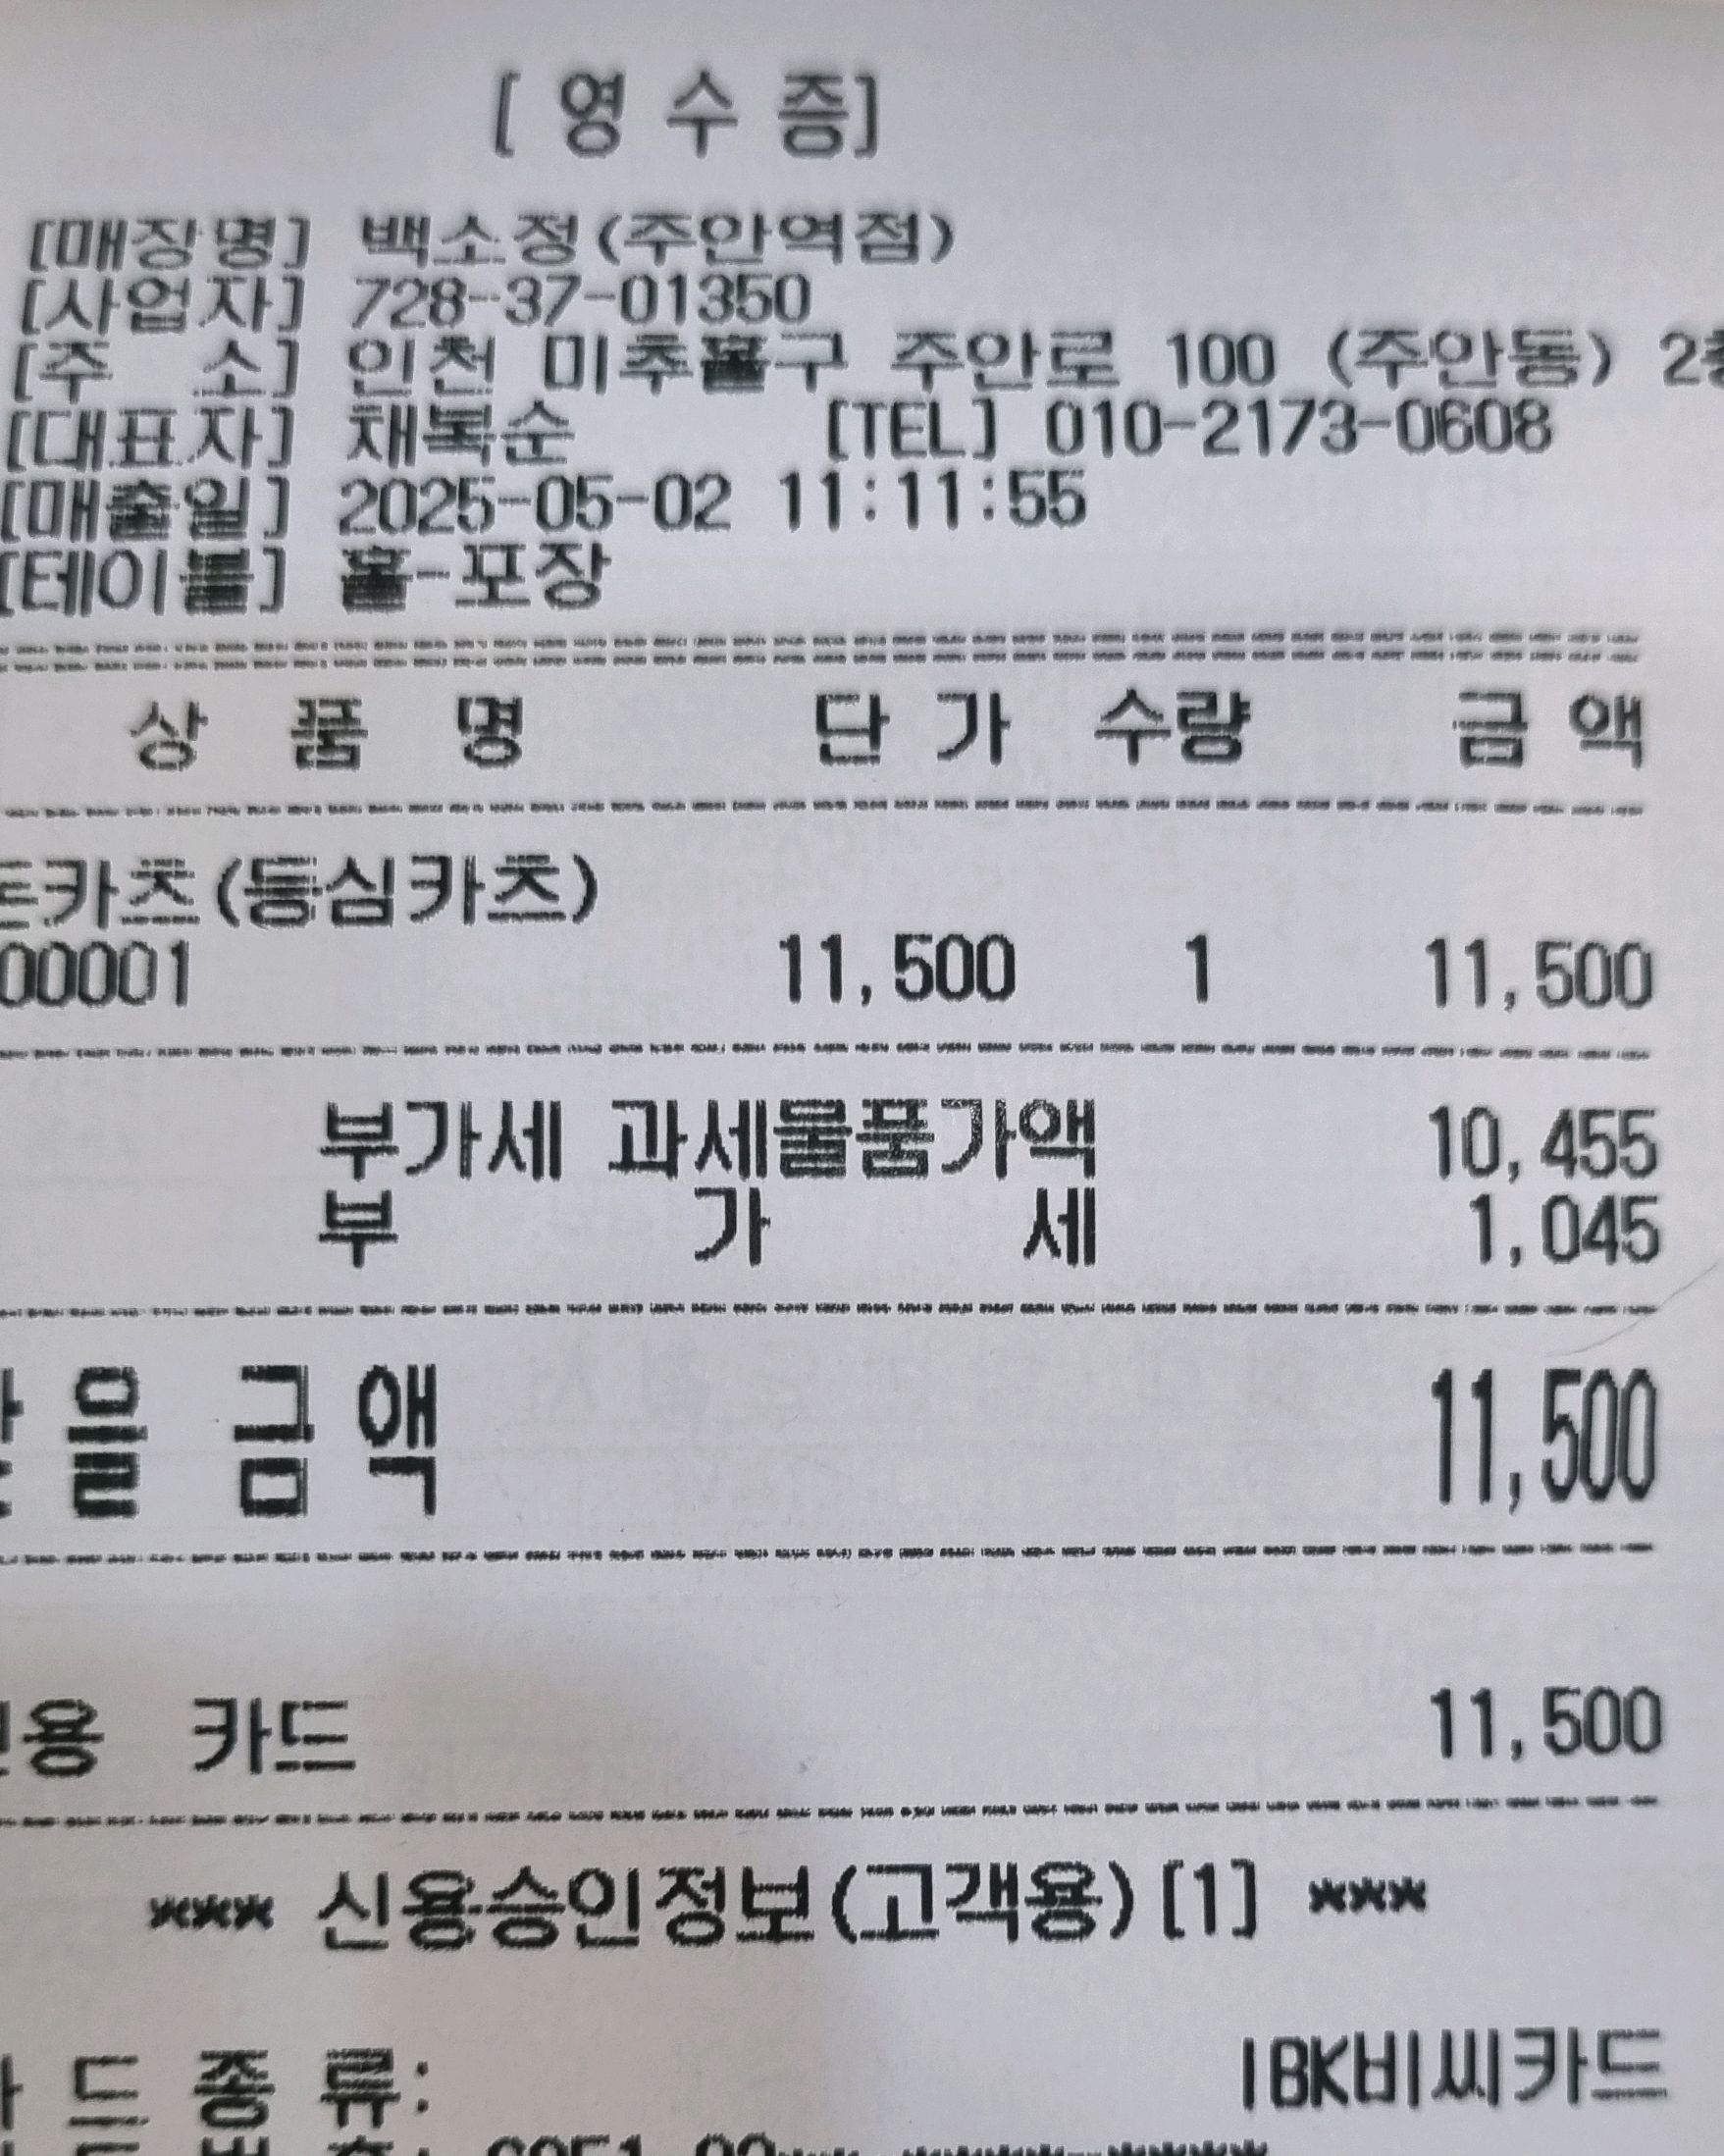 [ 영 수 증]
[매장명] 백소정(주안역점)
[사업자] 728-37-01350
[주 소] 인천 미추홀구 주안로 100 (주안동)
[대표자] 채복순 [TEL] 010-2173-0608
[매출일] 2025-05-02 11:11:55
[테이블] 홀-포장
상 품 명 단 가 수량 금 액
(등심카츠)
00001 11,500 1 11,500
부가세 과세물품가액 10,455
부 가 세 1,045
을 금 액 11,500
용 카드 11,500
*** 신용승인정보(고객용)[1] ***
드 종 류: IBK비씨카드